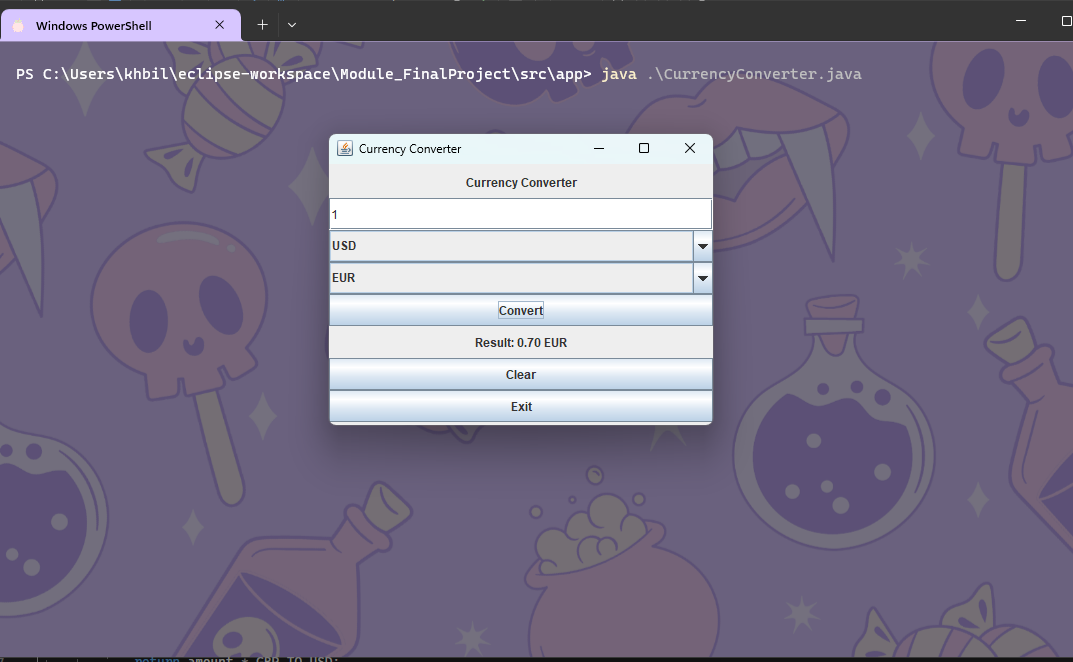 Windows PowerShell
PS C:\Users\khbil\eclipse-workspace\Module_FinalProject\src\app> java .\CurrencyConverter.java
Currency Converter
Currency Converter
1
USD
EUR
Convert
Result: 0.70 EUR
Clear
Exit
return amount * GBP_TO_USD;